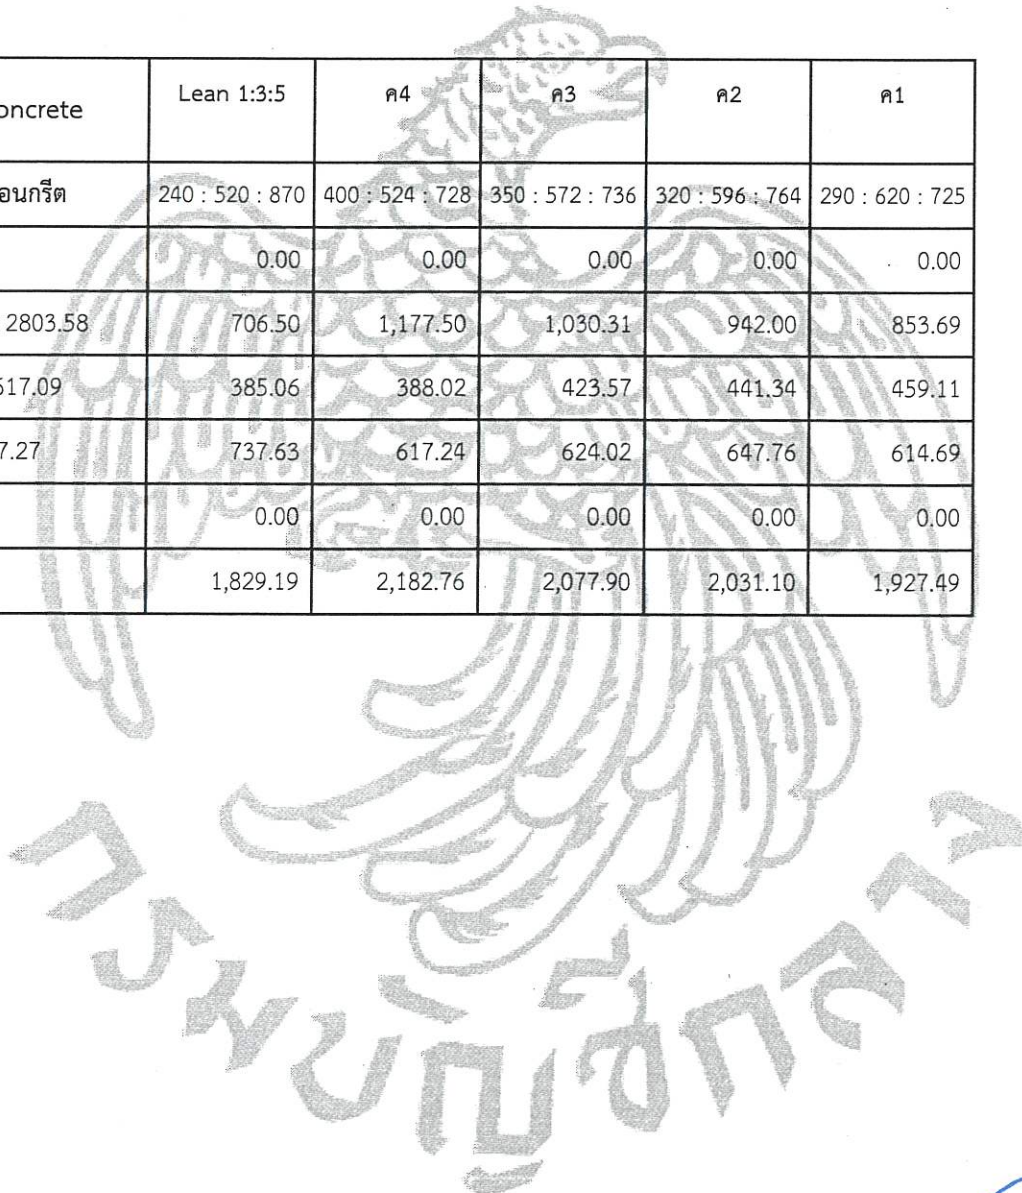 oncrete Lean 1:3:5 ค4 ค3 ค2 ค1
อนกรีต 240 : 520 : 870 400 : 524 : 728 350 : 572 : 736 320 : 596 : 764 290 : 620 : 725
0.00 0.00 0.00 0.00 0.00
2803.58 706.50 1,177.50 1,030.31 942.00 853.69
517.09 385.06 388.02 423.57 441.34 459.11
7.27 737.63 617.24 624.02 647.76 614.69
0.00 0.00 0.00 0.00 0.00
1,829.19 2,182.76 2,077.90 2,031.10 1,927.49
กรมบัญชีกลาง